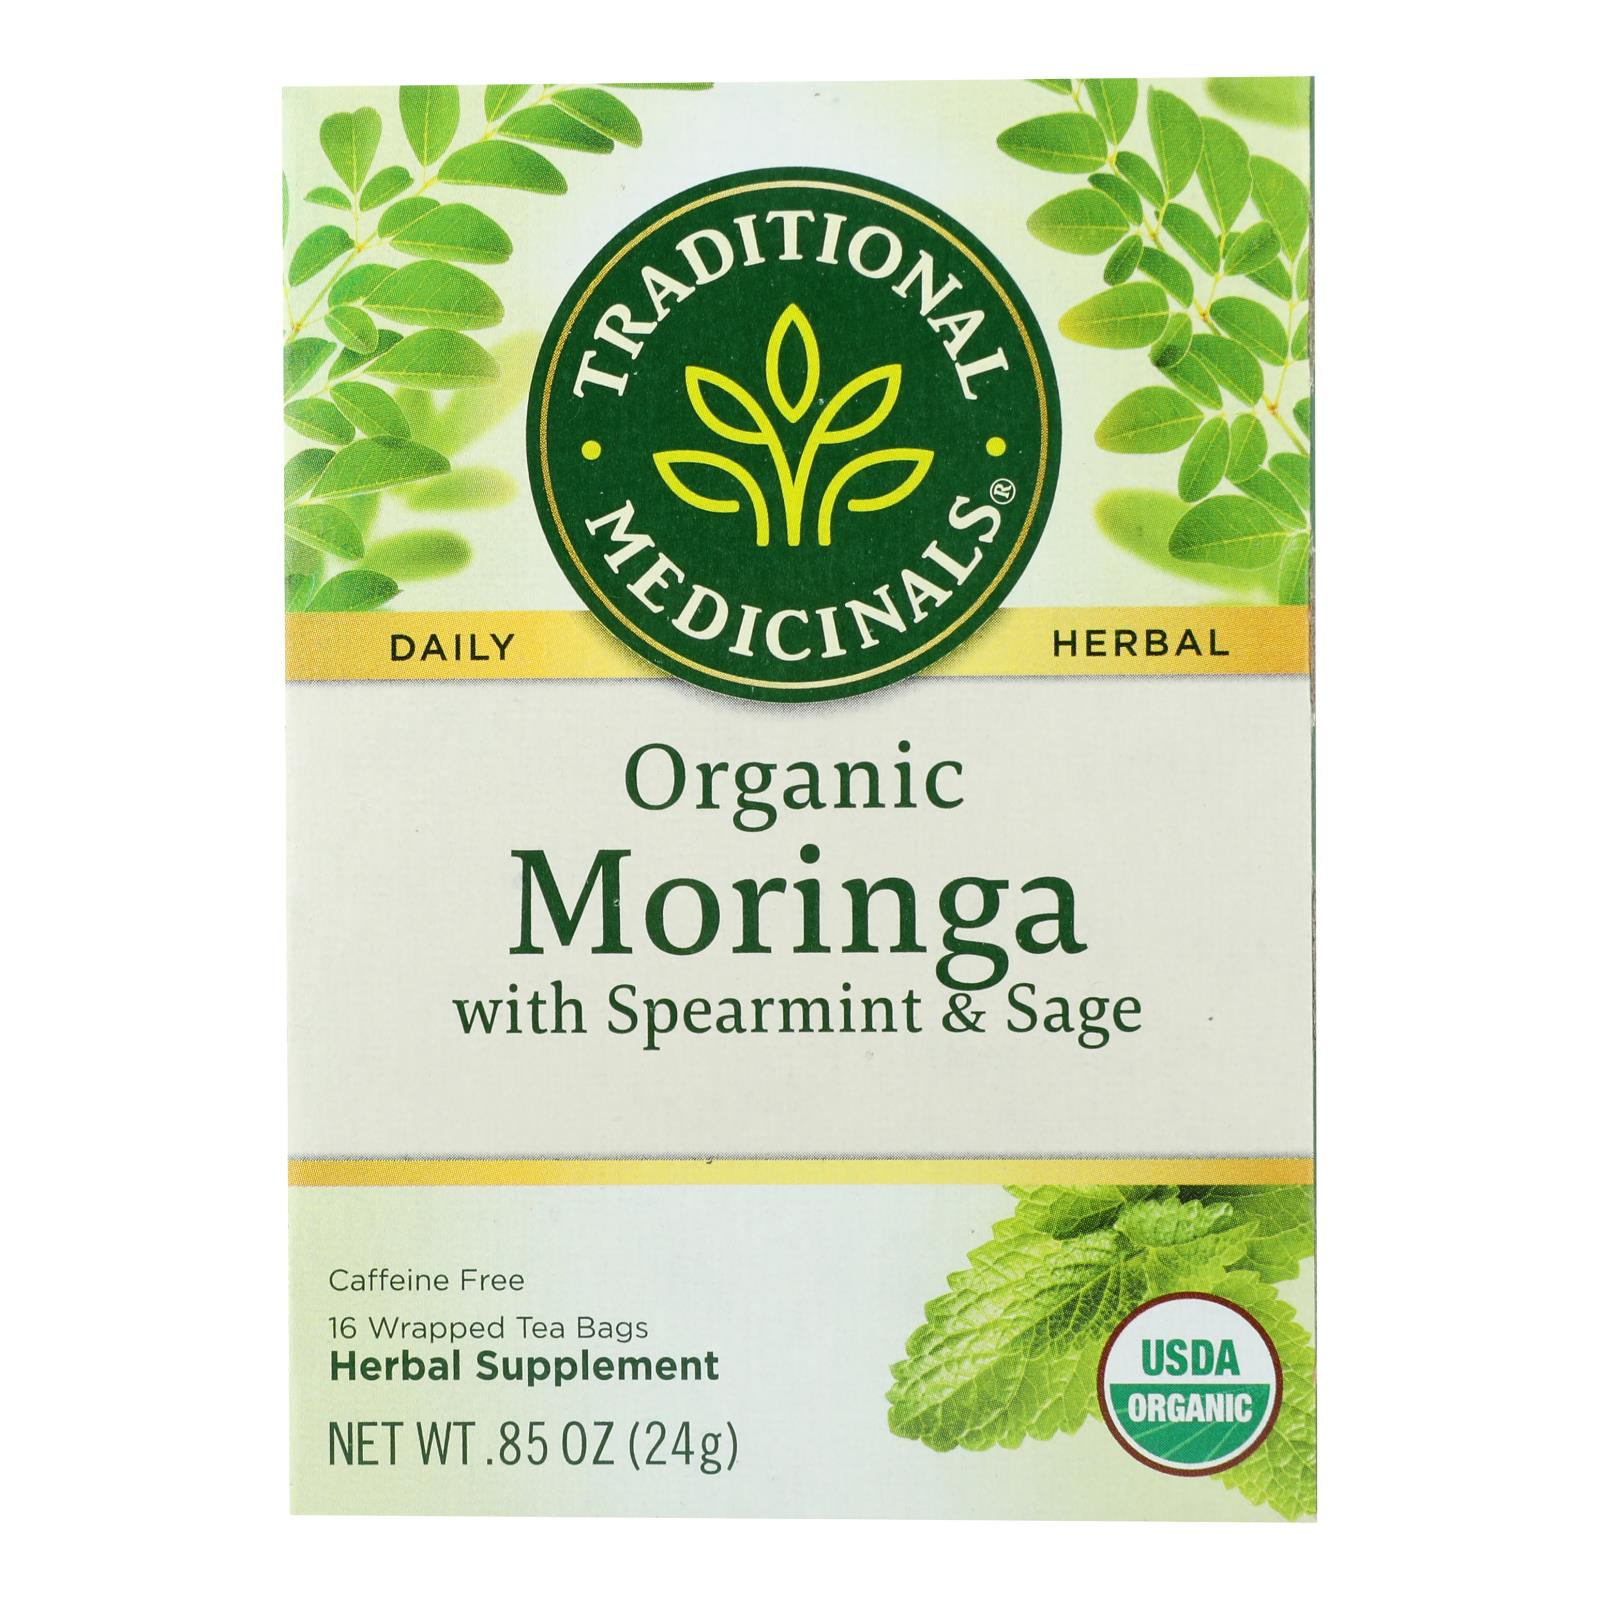 TRADITIONAL
MEDICINALS®
DAILY
HERBAL
Organic
Moringa
with Spearmint & Sage
Caffeine Free
16 Wrapped Tea Bags
Herbal Supplement
NET WT .85 OZ (24g)
USDA
ORGANIC